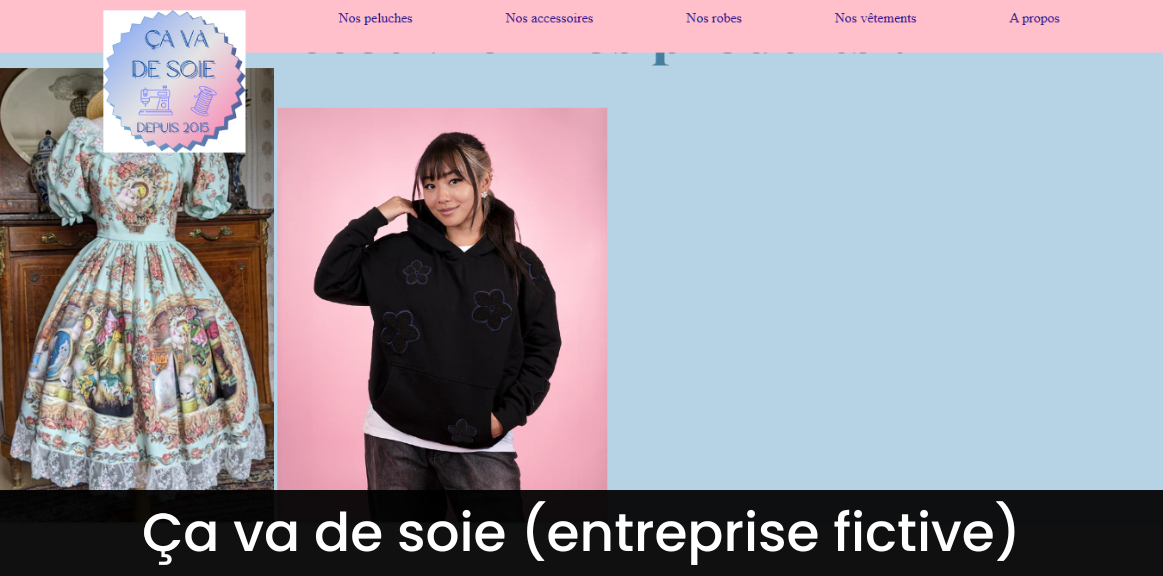 Nos peluches Nos accessoires Nos robes Nos vêtements A propos
ÇA VA
DE SOIE
DEPUIS 2015
Ça va de soie (entreprise fictive)